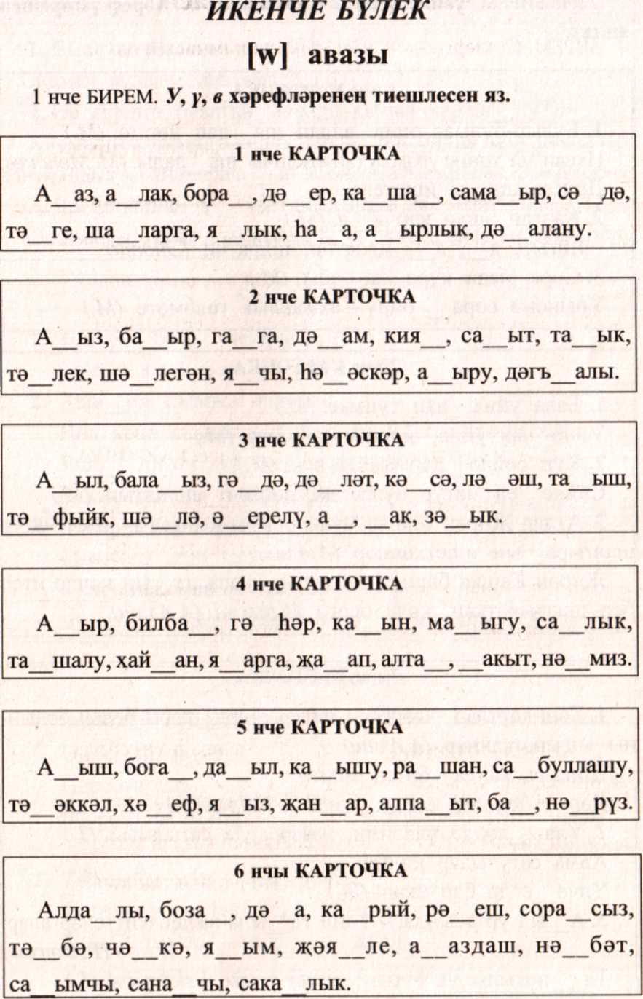 ИКЕНЧЕ БҮЛЕК
[w] авазы
1 нче БИРЕМ. У, ү, в хәрефләренең тиешлесен яз.
1 нче КАРТОЧКА
А__аз, а__лак, бора__, дә__ер, ка__ша__, сама__ыр, сә__дә,
тә__ге, ша__ларга, я__лык, һа__а, а__ырлык, дә__алану.
2 нче КАРТОЧКА
А__ыз, ба__ыр, га__га, дә__ам, кия__, са__ыт, та__ык,
тә__лек, шә__легән, я__чы, һә__әскәр, а__ыру, дәгъ__алы.
3 нче КАРТОЧКА
А__ыл, бала__ыз, гә__дә, дә__ләт, кә__сә, лә__әш, та__ыш,
тә__фыйк, шә__лә, ә__ерелү, а__, __ак, зә__ык.
4 нче КАРТОЧКА
А__ыр, билба__, гә__һәр, ка__ын, ма__ыгу, са__лык,
та__шалу, хай__ан, я__арга, җа__ап, алта__, __акыт, нә__миз.
5 нче КАРТОЧКА
А__ыш, бога__, да__ыл, ка__ышу, ра__шан, са__буллашу,
тә__әккәл, хә__еф, я__ыз, җан__ар, алпа__ыт, ба__, нә__рүз.
6 нчы КАРТОЧКА
Алда__лы, боза__, дә__а, ка__рый, рә__еш, сора__сыз,
тә__бә, чә__кә, я__ым, җәя__ле, а__аздаш, нә__бәт,
са__ымчы, сана__чы, сака__лык.